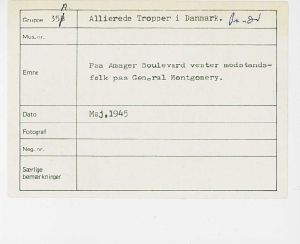 A.
Gruppe 35 Allierede Tropper i Danmark.
Mus.nr.
Paa Amager Boulevard venter modstands-
Emne folk paa General Montgomery.
Dato Maj.1945
Fotograf
Neg. nr.
Særlige
bemærkninger